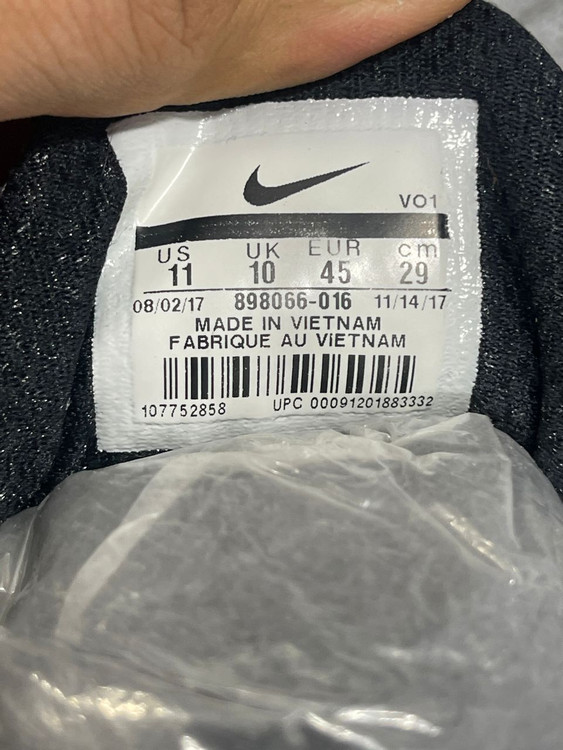 VO1
US UK EUR cm
11 10 45 29
08/02/17 898066-016 11/14/17
MADE IN VIETNAM
FABRIQUE AU VIETNAM
107752858 UPC 00091201883332